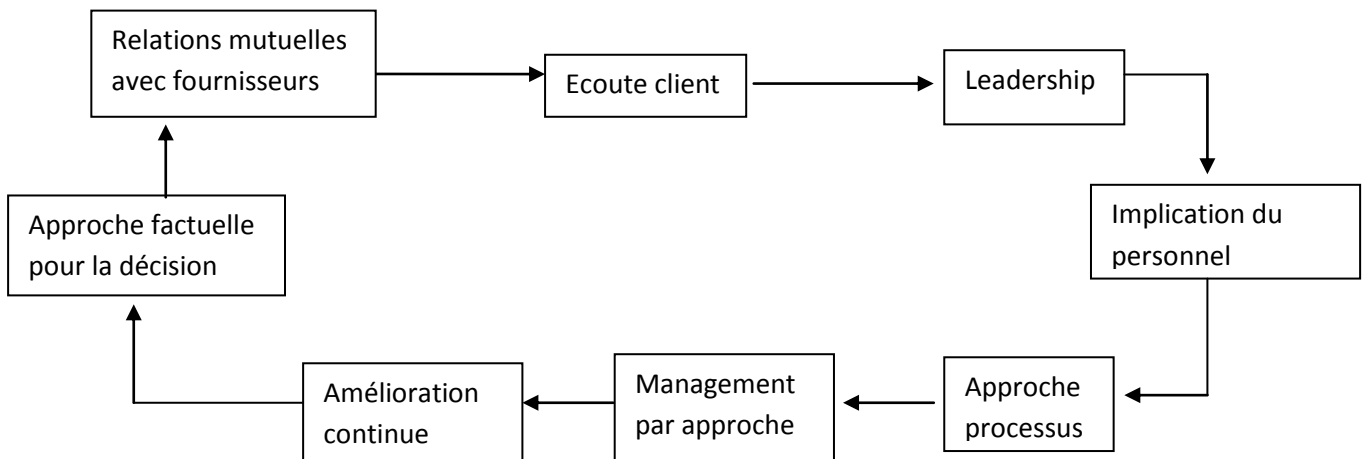 Relations mutuelles
avec fournisseurs
Ecoute client
Leadership
Implication du
personnel
Approche factuelle
pour la décision
Amélioration
continue
Management
par approche
Approche
processus